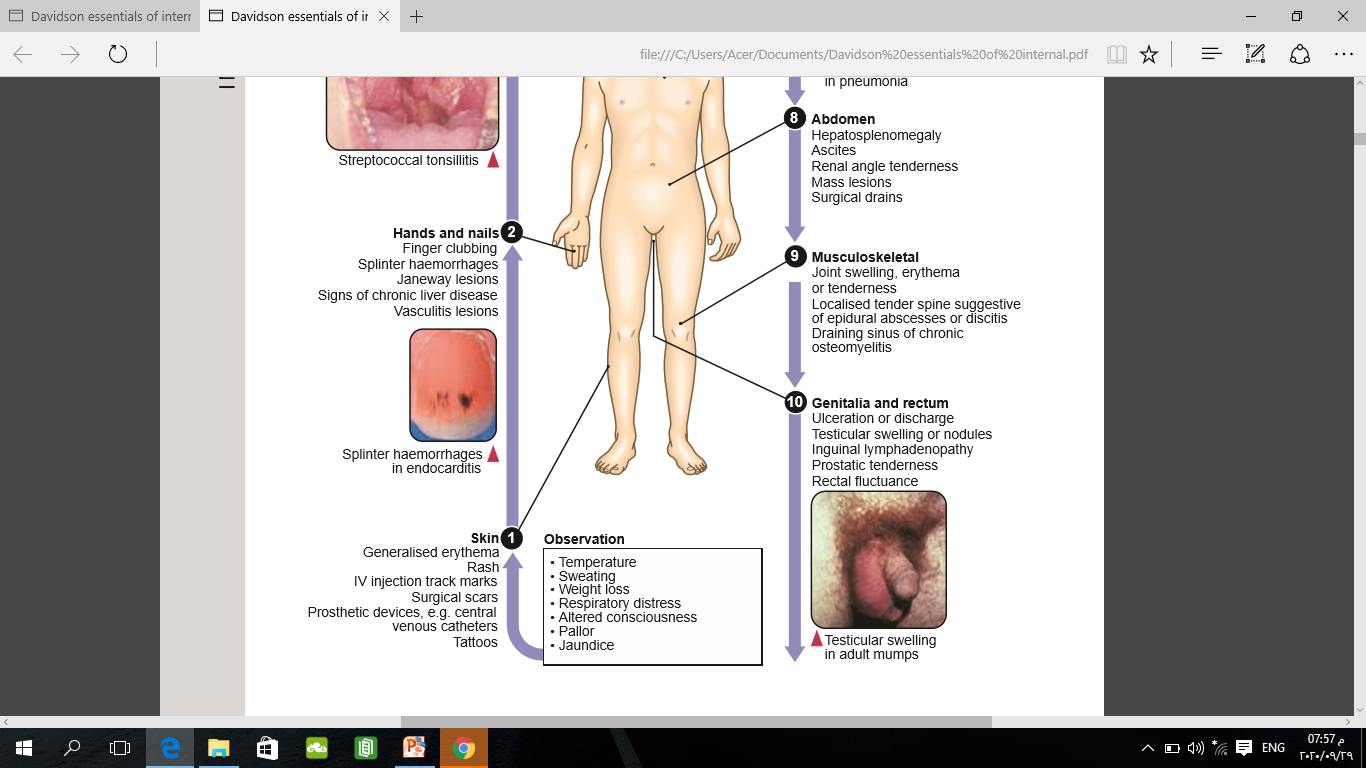 Davidson essentials of interr
Davidson essentials of ir
file:///C:/Users/Acer/Documents/Davidson%20essentials%20of%20internal.pdf
in pneumonia
Streptococcal tonsillitis
8 Abdomen
Hepatosplenomegaly
Ascites
Renal angle tenderness
Mass lesions
Surgical drains
Hands and nails 2
Finger clubbing
Splinter haemorrhages
Janeway lesions
Signs of chronic liver disease
Vasculitis lesions
Splinter haemorrhages
in endocarditis
9 Musculoskeletal
Joint swelling, erythema
or tenderness
Localised tender spine suggestive
of epidural abscesses or discitis
Draining sinus of chronic
osteomyelitis
10 Genitalia and rectum
Ulceration or discharge
Testicular swelling or nodules
Inguinal lymphadenopathy
Prostatic tenderness
Rectal fluctuance
Testicular swelling
in adult mumps
Skin 1
Generalised erythema
Rash
IV injection track marks
Surgical scars
Prosthetic devices, e.g. central
venous catheters
Tattoos
Observation
• Temperature
• Sweating
• Weight loss
• Respiratory distress
• Altered consciousness
• Pallor
• Jaundice
ENG
07:57 م
٢٠٢٠/٠٩/٢٩